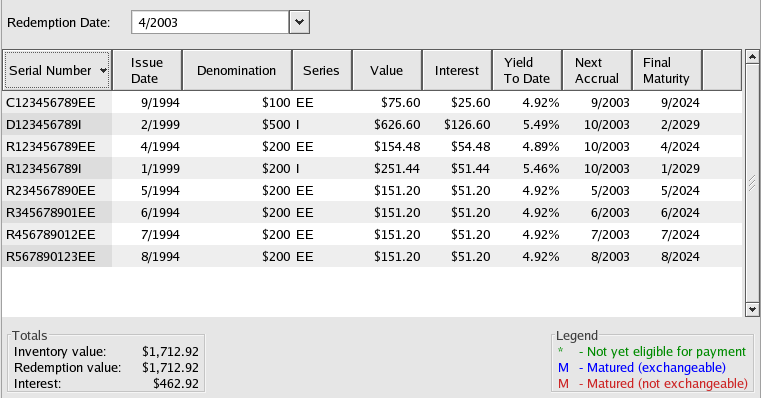 Redemption Date: 4/2003
Serial Number Issue Date Denomination Series Value Interest Yield To Date Next Accrual Final Maturity
C123456789EE 9/1994 $100 EE $75.60 $25.60 4.92% 9/2003 9/2024
D123456789I 2/1999 $500 I $626.60 $126.60 5.49% 10/2003 2/2029
R123456789EE 4/1994 $200 EE $154.48 $54.48 4.89% 10/2003 4/2024
R123456789I 1/1999 $200 I $251.44 $51.44 5.46% 10/2003 1/2029
R234567890EE 5/1994 $200 EE $151.20 $51.20 4.92% 5/2003 5/2024
R345678901EE 6/1994 $200 EE $151.20 $51.20 4.92% 6/2003 6/2024
R456789012EE 7/1994 $200 EE $151.20 $51.20 4.92% 7/2003 7/2024
R567890123EE 8/1994 $200 EE $151.20 $51.20 4.92% 8/2003 8/2024
Totals
Inventory value: $1,712.92
Redemption value: $1,712.92
Interest: $462.92
Legend
* - Not yet eligible for payment
M - Matured (exchangeable)
M - Matured (not exchangeable)